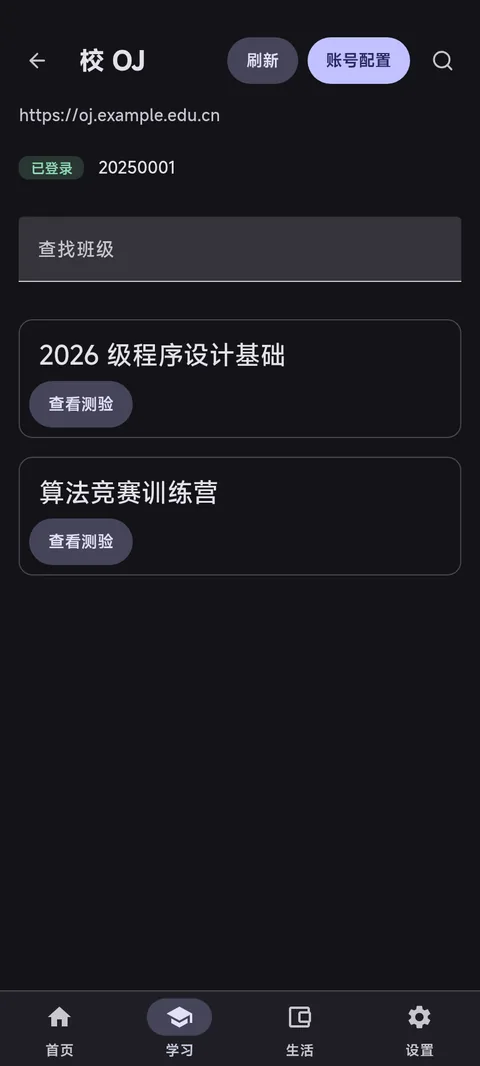 校 OJ
刷新
账号配置
https://oj.example.edu.cn
已登录
20250001
查找班级
2026 级程序设计基础
查看测验
算法竞赛训练营
查看测验
首页
学习
生活
设置